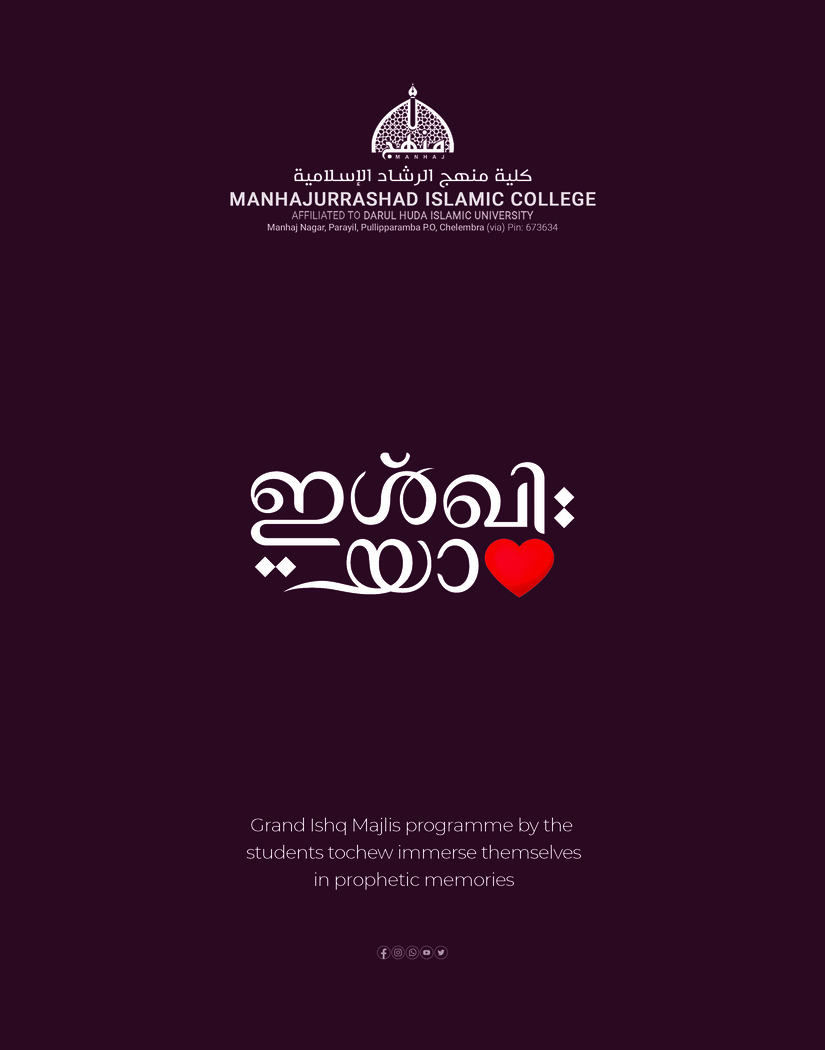 منهج
MANHAJ
كلية منهج الرشاد الإسلامية
MANHAJURRASHAD ISLAMIC COLLEGE
AFFILIATED TO DARUL HUDA ISLAMIC UNIVERSITY
Manhaj Nagar, Parayil, Pullipparamba P.O, Chelembra (via) Pin: 673634
ഇശ്ഖി
യാ
Grand Ishq Majlis programme by the
students tochew immerse themselves
in prophetic memories